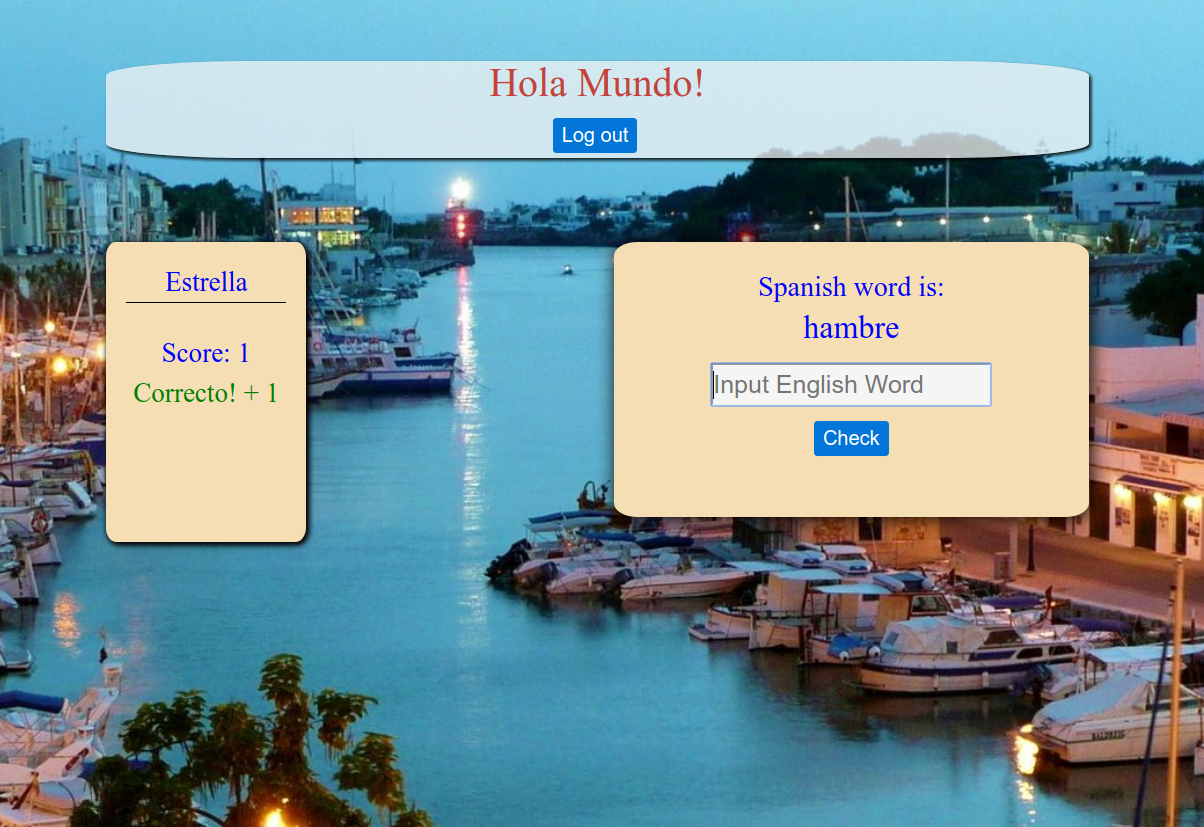 Hola Mundo!
Log out
Estrella
Score: 1
Correcto! + 1
Spanish word is:
hambre
Input English Word
Check